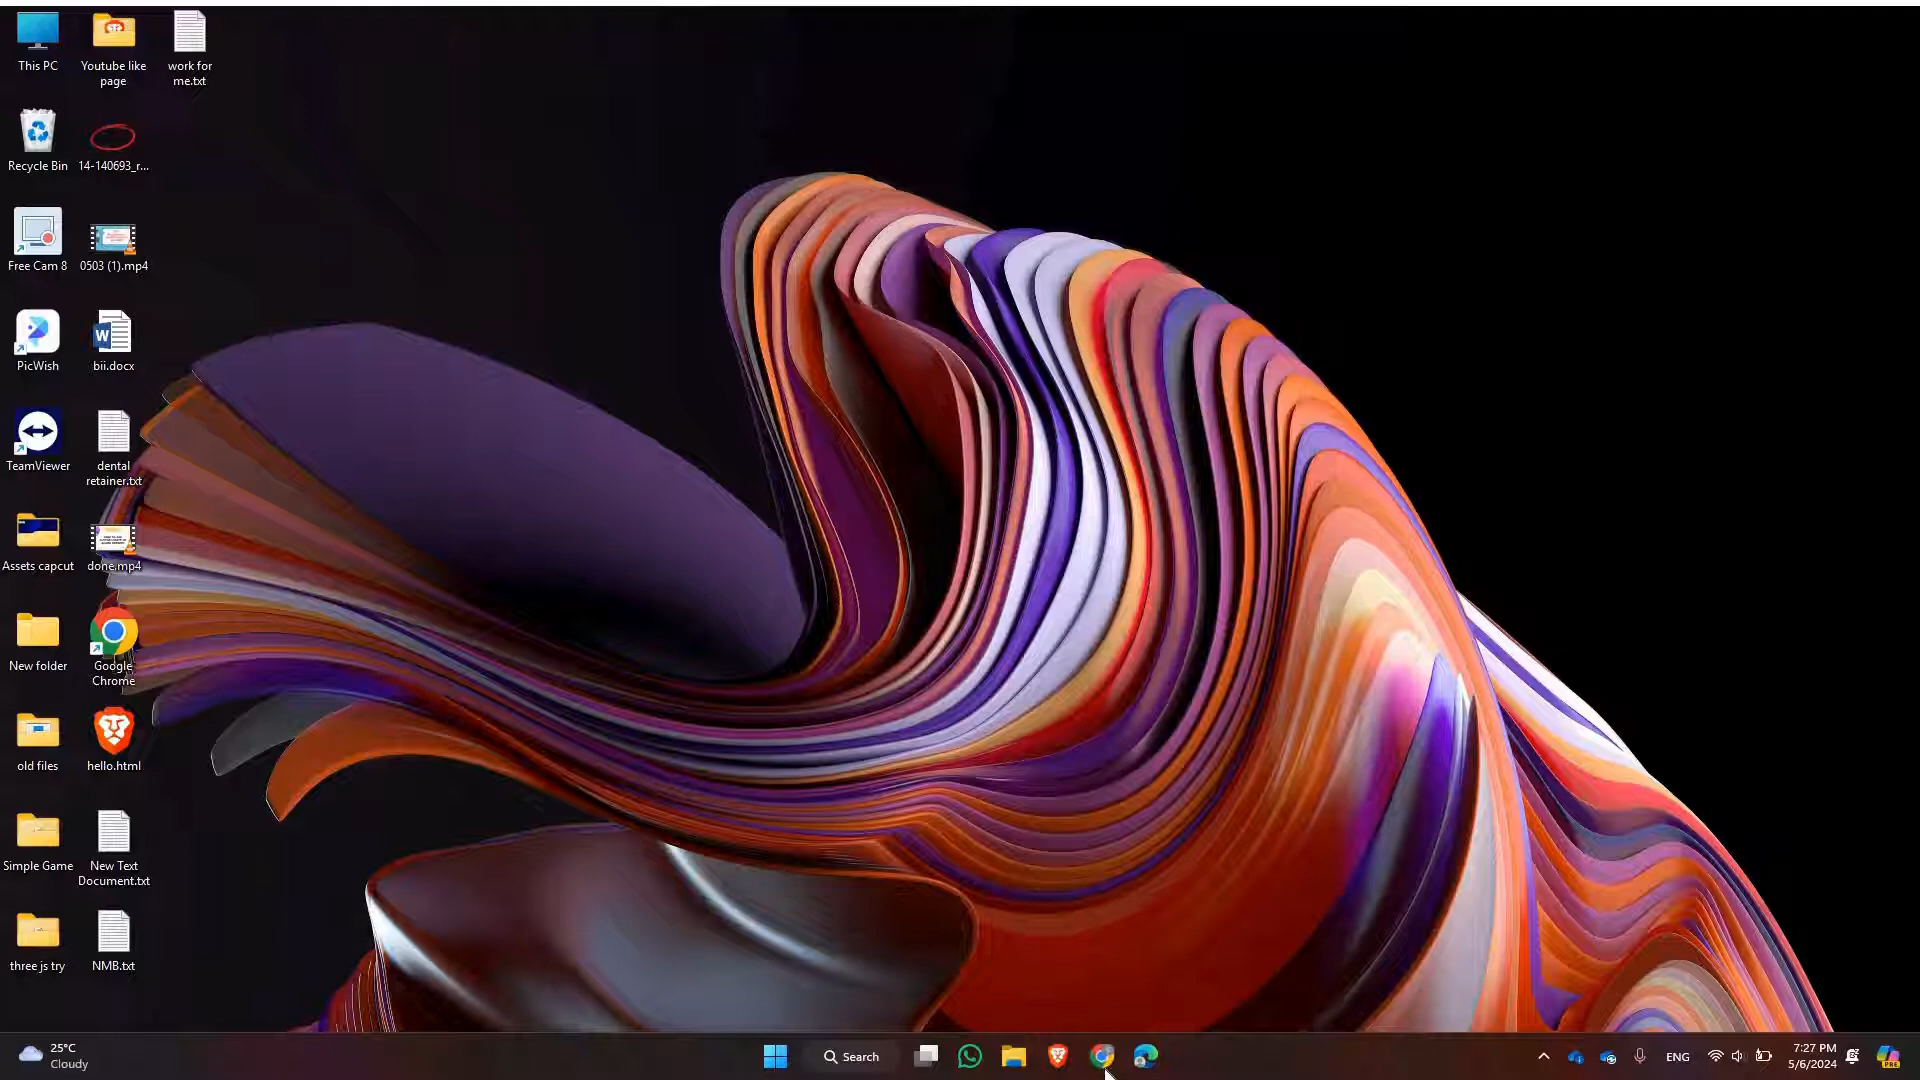 This PC
Youtube like
page
work for
me.txt
Recycle Bin
14-140693_r...
Free Cam 8
0503 (1).mp4
PicWish
bii.docx
TeamViewer
dental
retainer.txt
Assets capcut
done.mp4
New folder
Google
Chrome
old files
hello.html
Simple Game
New Text
Document.txt
three js try
NMB.txt
25°C
Cloudy
Search
ENG
7:27 PM
5/6/2024